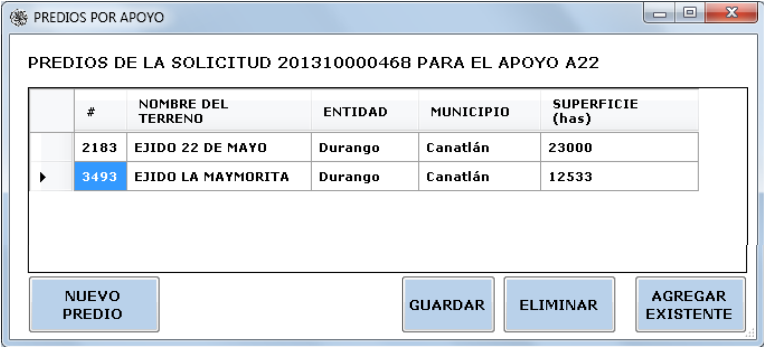 PREDIOS POR APOYO
PREDIOS DE LA SOLICITUD 201310000468 PARA EL APOYO A22
# NOMBRE DEL TERRENO ENTIDAD MUNICIPIO SUPERFICIE (has)
2183 EJIDO 22 DE MAYO Durango Canatlán 23000
3493 EJIDO LA MAYMORITA Durango Canatlán 12533
NUEVO PREDIO GUARDAR ELIMINAR AGREGAR EXISTENTE